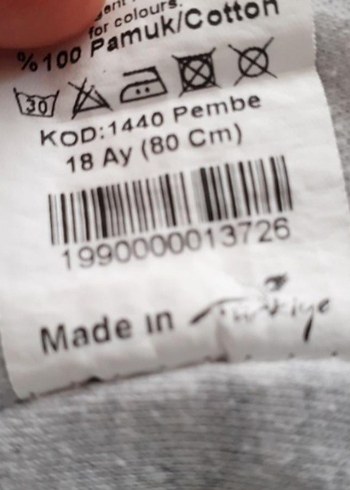 for colours.
%100 Pamuk/Cotton
30
KOD:1440 Pembe
18 Ay (80 Cm)
1990000013726
Made in Türkiye